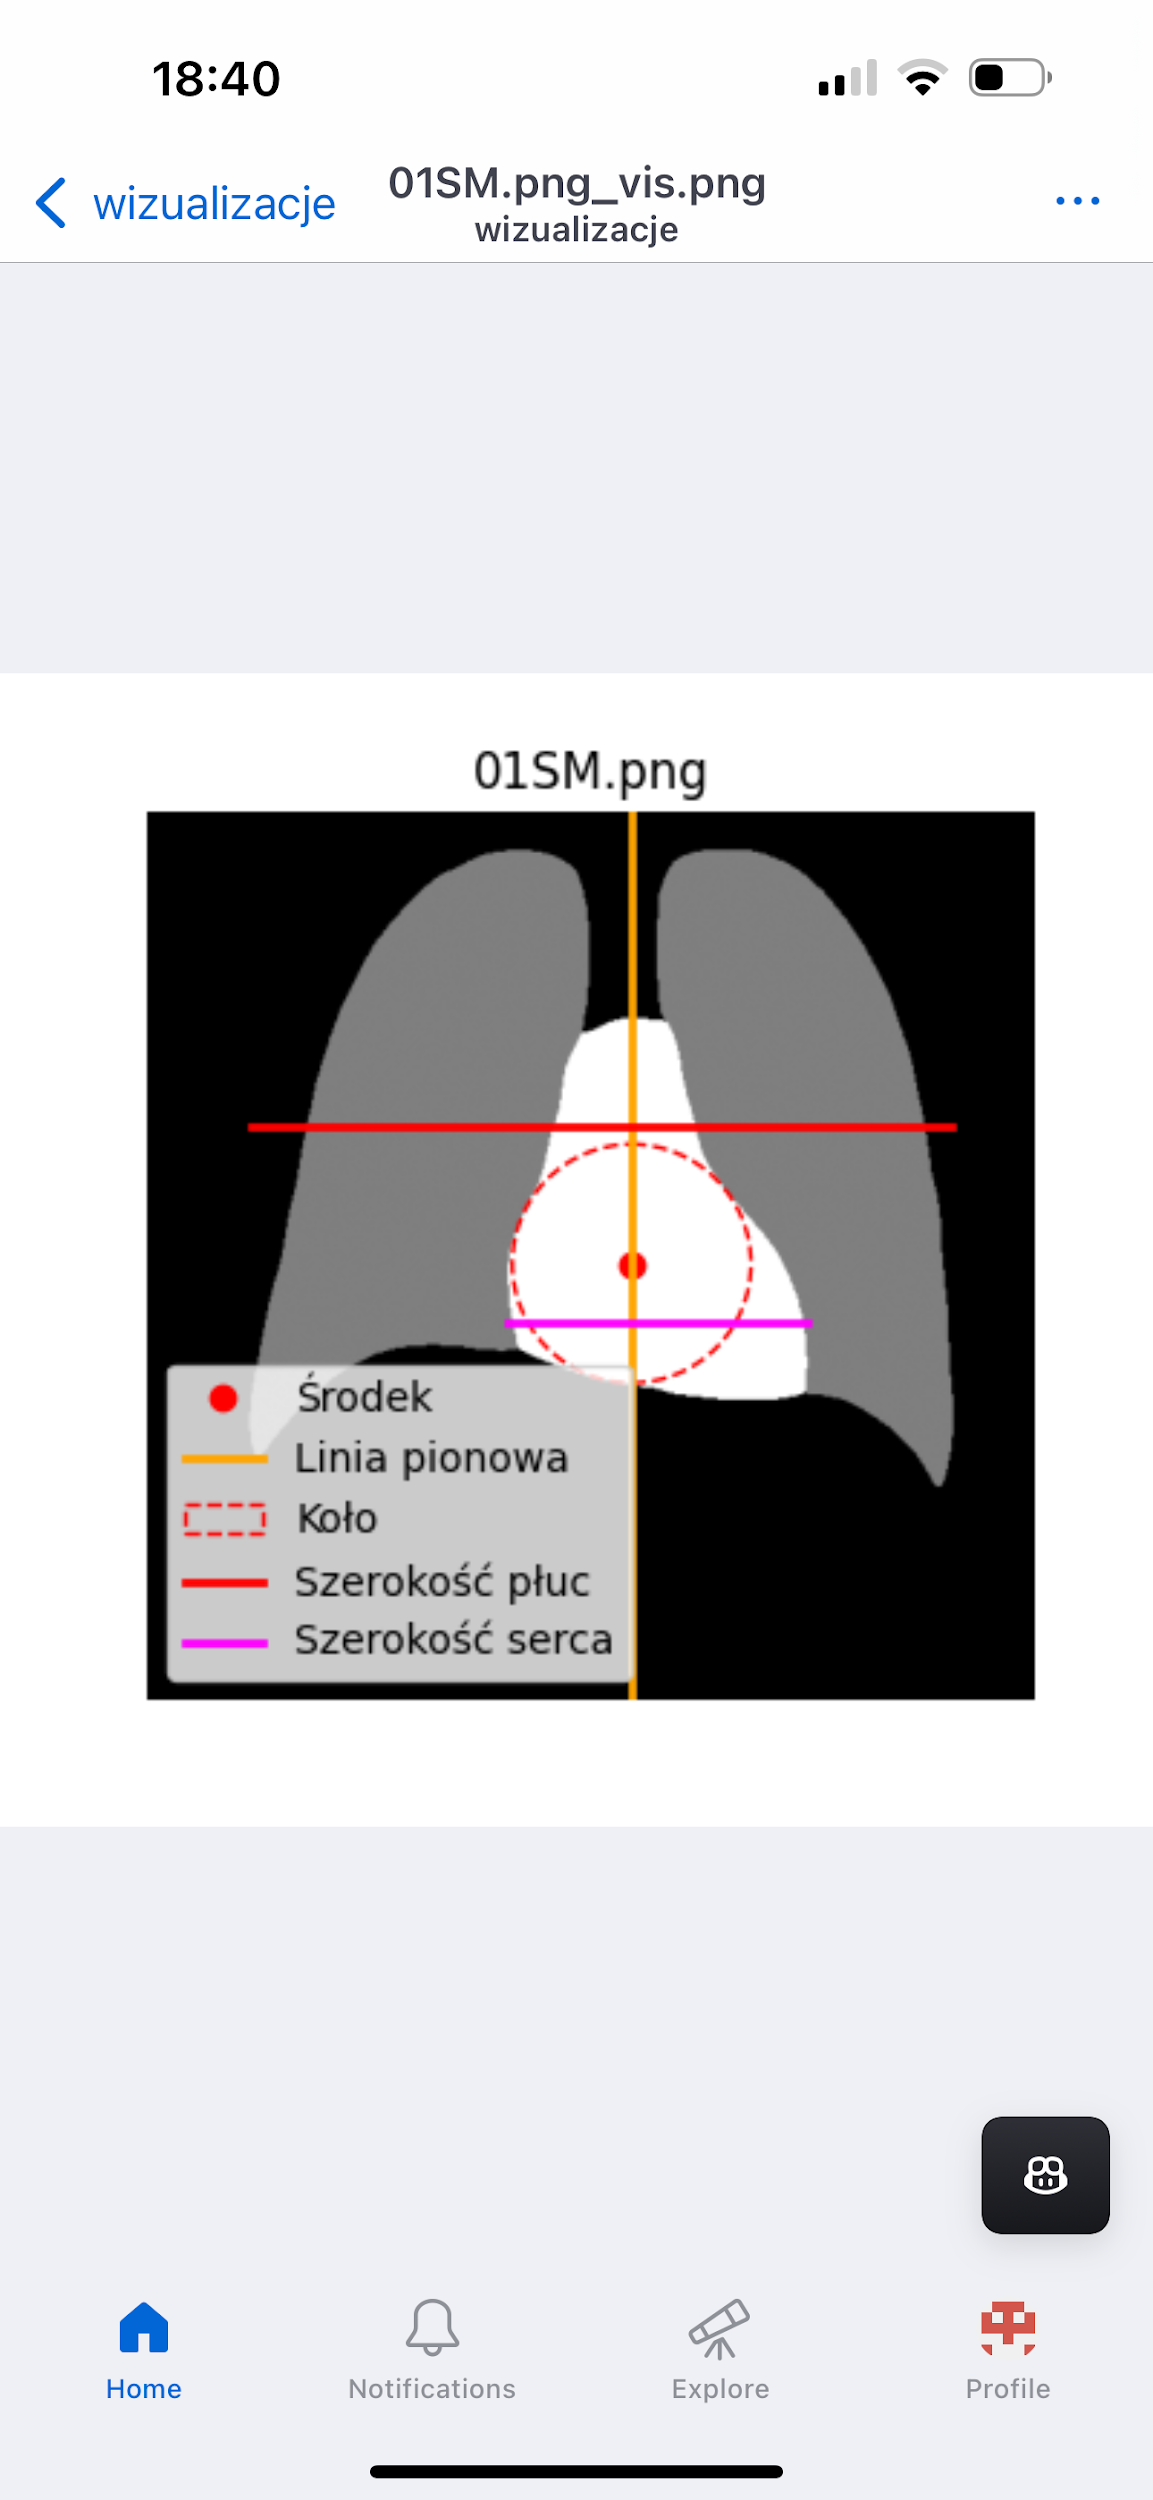 18:40
wizualizacje
01SM.png_vis.png
wizualizacje
01SM.png
Środek
Linia pionowa
Koło
Szerokość płuc
Szerokość serca
Home
Notifications
Explore
Profile